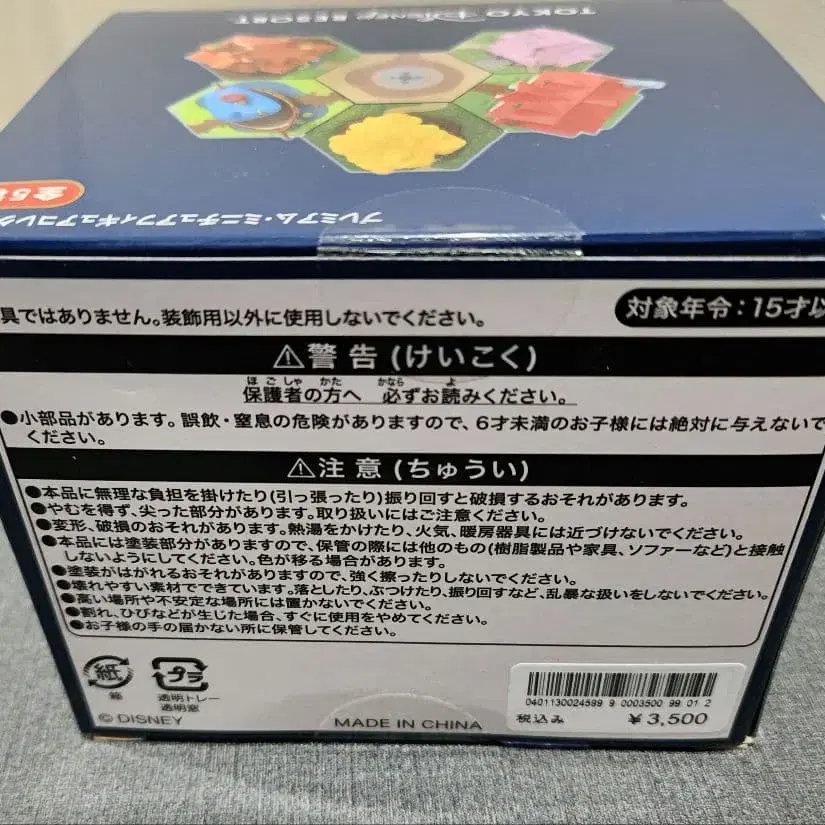 TOKYO Disney RESORT
全5
プレミアム・ミニチュアフィギュアコレク
具ではありません。装飾用以外に使用しないでください。
対象年令：15才以
⚠警告(けいこく)
ほごしゃ かた かなら よ
保護者の方へ 必ずお読みください。
●小部品があります。誤飲・窒息の危険がありますので、6才未満のお子様には絶対に与えないで
ください。
⚠注意(ちゅうい)
●本品に無理な負担を掛けたり(引っ張ったり)振り回すと破損するおそれがあります。
●やむを得ず、尖った部分があります。取り扱いにはご注意ください。
●変形、破損のおそれがあります。熱湯をかけたり、火気、暖房器具には近づけないでください。
●本品には塗装部分がありますので、保管の際には他のもの(樹脂製品や家具、ソファーなど)と接触
しないようにしてください。色が移る場合があります。
●塗装がはがれるおそれがありますので、強く擦ったりしないでください。
●壊れやすい素材でできています。落としたり、ぶつけたり、振り回すなど、乱暴な扱いをしないでください。
●高い場所や不安定な場所には置かないでください。
●割れ、ひびなどが生じた場合、すぐに使用をやめてください。
●お子様の手の届かない所に保管してください。
紙
箱
プラ
透明トレー
透明窓
© DISNEY
MADE IN CHINA
0401130024589 9 0003500 99 01 2
税込み ¥3,500